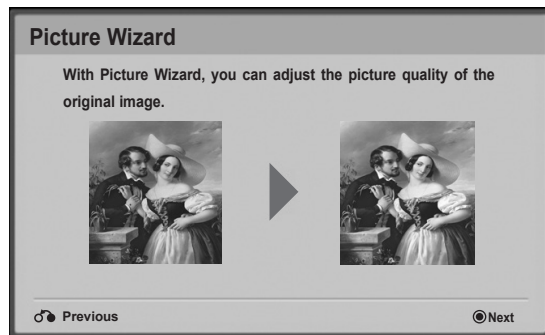 Picture Wizard
With Picture Wizard, you can adjust the picture quality of the
original image.
Previous
Next